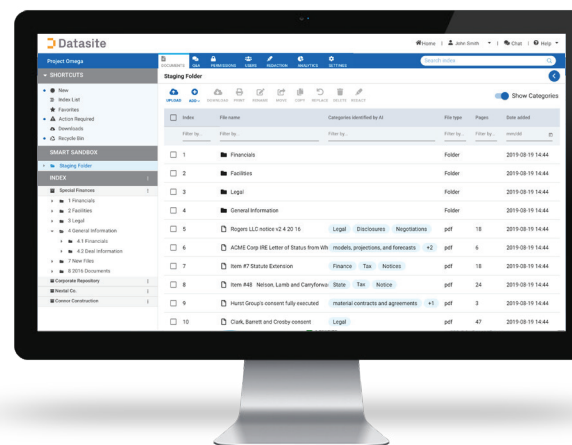 Datasite
Home | John Smith | Chat | Help
Project Omega
DOCUMENTS Q&A PERMISSIONS USERS REDACTION ANALYTICS SETTINGS
Search Index
SHORTCUTS
Staging Folder
New
Index List
Favorites
Action Required
Downloads
Recycle Bin
UPLOAD ADD DOWNLOAD PRINT RENAME MOVE COPY REPLACE DELETE REDACT
Show Categories
SMART SANDBOX
Staging Folder
INDEX
Special Finances
1 Financials
2 Facilities
3 Legal
4 General Information
4.1 Financials
4.2 Deal Information
7 New Files
8 2016 Documents
Corporate Repository
Nextal Co.
Connor Construction
Index File name Categories identified by AI File type Pages Date added
Filter by... Filter by... Filter by... Filter by... Filter by... mm/dd
1 Financials Folder 2019-08-19 14:44
2 Facilities Folder 2019-08-19 14:44
3 Legal Folder 2019-08-19 14:44
4 General Information Folder 2019-08-19 14:44
5 Rogers LLC notice v2 4 20 16 Legal Disclosures Negotiations pdf 18 2019-08-19 14:44
6 ACME Corp IRE Letter of Status from Wh models, projections, and forecasts +2 pdf 6 2019-08-19 14:44
7 Item #7 Statute Extension Finance Tax Notices pdf 18 2019-08-19 14:44
8 Item #48 Nelson, Lamb and Carryforwa State Tax Notice pdf 24 2019-08-19 14:44
9 Hurst Group's consent fully executed material contracts and agreements +1 pdf 3 2019-08-19 14:44
10 Clark, Barrett and Crosby consent Legal pdf 47 2019-08-19 14:44